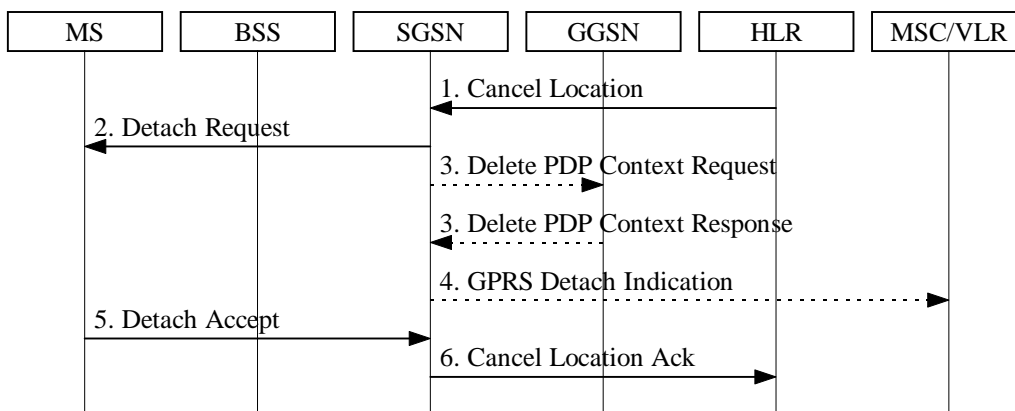 MS BSS SGSN GGSN HLR MSC/VLR
1. Cancel Location
2. Detach Request
3. Delete PDP Context Request
3. Delete PDP Context Response
4. GPRS Detach Indication
5. Detach Accept
6. Cancel Location Ack